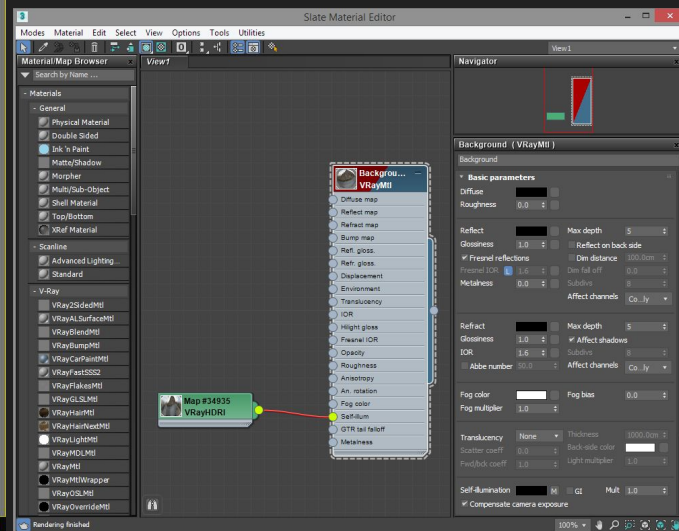 3
Slate Material Editor
Modes Material Edit Select View Options Tools Utilities
View1
Material/Map Browser x
View1
Navigator x
Search by Name ...
- Materials
- General
Physical Material
Double Sided
Ink 'n Paint
Matte/Shadow
Morpher
Multi/Sub-Object
Shell Material
Top/Bottom
XRef Material
- Scanline
Advanced Lighting...
Standard
- V-Ray
VRay2SidedMtl
VRayALSurfaceMtl
VRayBlendMtl
VRayBumpMtl
VRayCarPaintMtl
VRayFastSSS2
VRayFlakesMtl
VRayGLSLMtl
VRayHairMtl
VRayHairNextMtl
VRayLightMtl
VRayMDLMtl
VRayMtl
VRayMtlWrapper
VRayOSLMtl
VRayOverrideMtl
Map #34935
VRayHDRI
Backgrou...
VRayMtl
Diffuse map
Reflect map
Refract map
Bump map
Refl. gloss.
Refr. gloss.
Displacement
Environment
Translucency
IOR
Hilight gloss
Fresnel IOR
Opacity
Roughness
Anisotropy
An. rotation
Fog color
Self-illum
GTR tail falloff
Metalness
Background ( VRayMtl ) x
Background
Basic parameters
Diffuse
Roughness 0.0
Reflect Max depth 5
Glossiness 1.0 Reflect on back side
Fresnel reflections Dim distance 100.0cm
Fresnel IOR L 1.6 Dim fall off 0.0
Metalness 0.0 Subdivs 8
Affect channels Co...ly
Refract Max depth 5
Glossiness 1.0 Affect shadows
IOR 1.6 Subdivs 8
Abbe number 50.0 Affect channels Co...ly
Fog color Fog bias 0.0
Fog multiplier 1.0
Translucency None Thickness 1000.0cm
Scatter coeff 0.0 Back-side color
Fwd/bck coeff 1.0 Light multiplier 1.0
Self-illumination M GI Mult 1.0
Compensate camera exposure
Rendering finished
100%